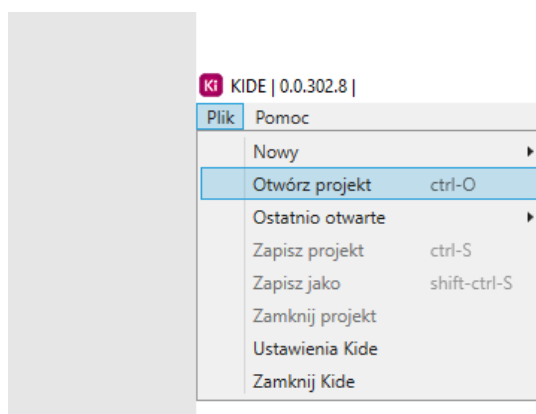 Ki KIDE | 0.0.302.8 |
Plik Pomoc
Nowy
Otwórz projekt ctrl-O
Ostatnio otwarte
Zapisz projekt ctrl-S
Zapisz jako shift-ctrl-S
Zamknij projekt
Ustawienia Kide
Zamknij Kide